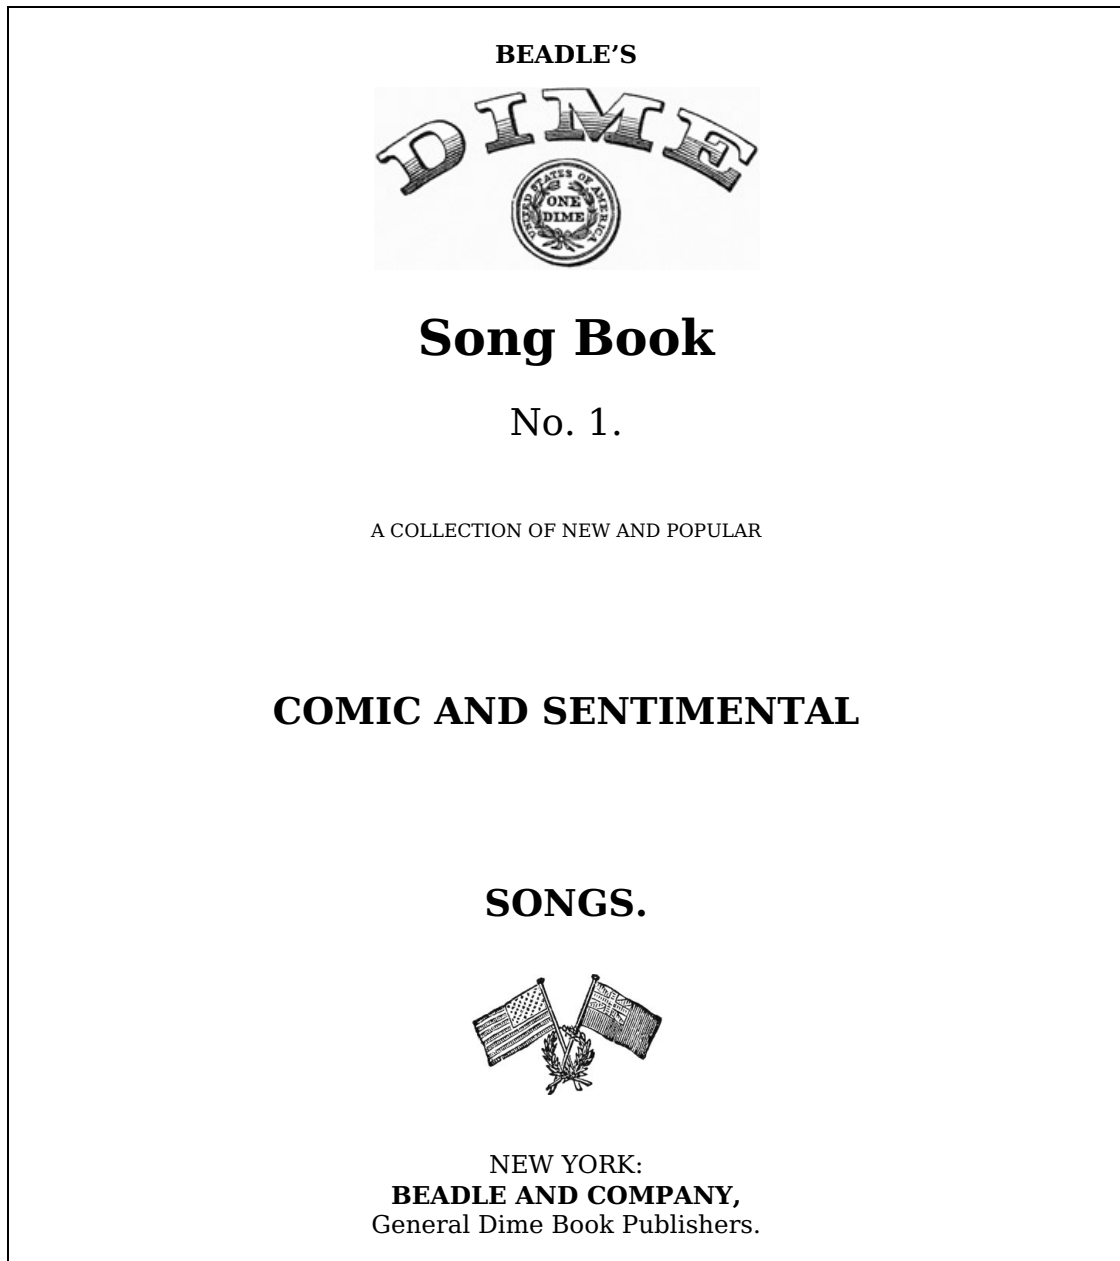 BEADLE’S
DIME
UNITED STATES OF AMERICA
ONE
DIME
Song Book
No. 1.
A COLLECTION OF NEW AND POPULAR
COMIC AND SENTIMENTAL
SONGS.
NEW YORK:
BEADLE AND COMPANY,
General Dime Book Publishers.